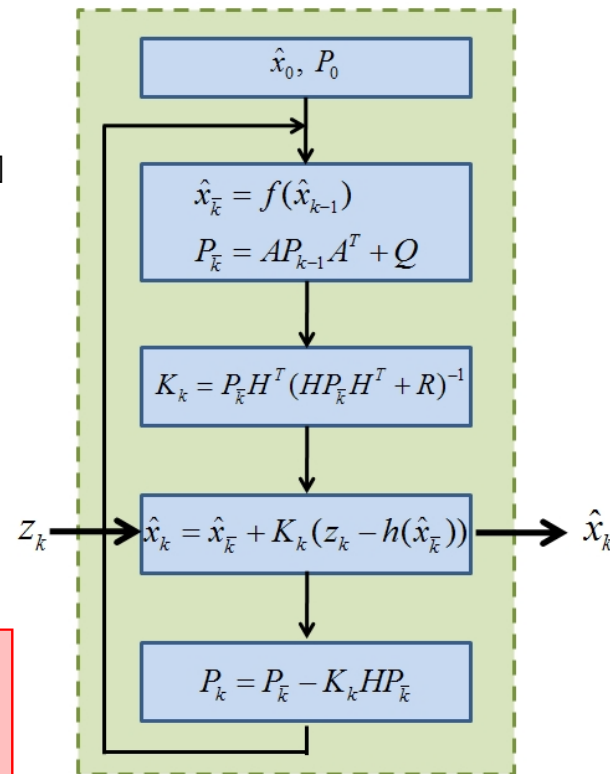 x̂₀, P₀
x̂_k̄ = f(x̂_{k-1})
P_k̄ = AP_{k-1}A^T + Q
K_k = P_k̄H^T(HP_k̄H^T + R)^{-1}
z_k
x̂_k = x̂_k̄ + K_k(z_k − h(x̂_k̄))
x̂_k
P_k = P_k̄ − K_kHP_k̄